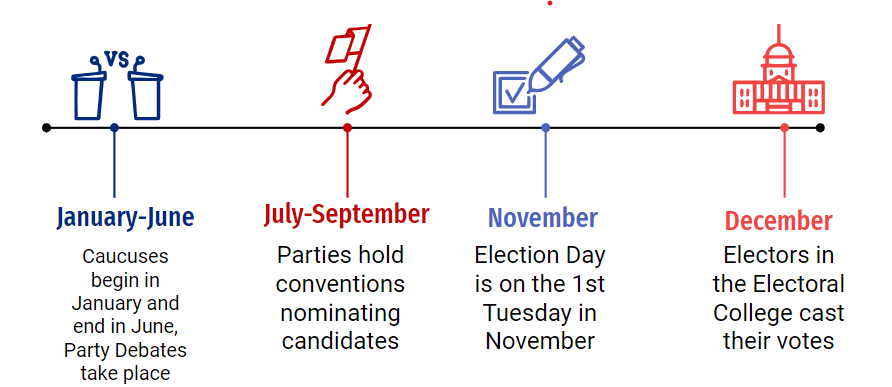 VS
January-June
Caucuses
begin in
January and
end in June,
Party Debates
take place
July-September
Parties hold
conventions
nominating
candidates
November
Election Day
is on the 1st
Tuesday in
November
December
Electors in
the Electoral
College cast
their votes